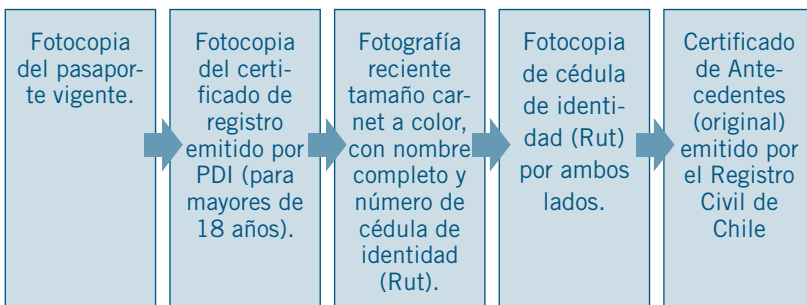 Fotocopia
del pasapor-
te vigente.
Fotocopia
del certi-
ficado de
registro
emitido por
PDI (para
mayores de
18 años).
Fotografía
reciente
tamaño car-
net a color,
con nombre
completo y
número de
cédula de
identidad
(Rut).
Fotocopia
de cédula
de identi-
dad (Rut)
por ambos
lados.
Certificado
de Ante-
cedentes
(original)
emitido por
el Registro
Civil de
Chile